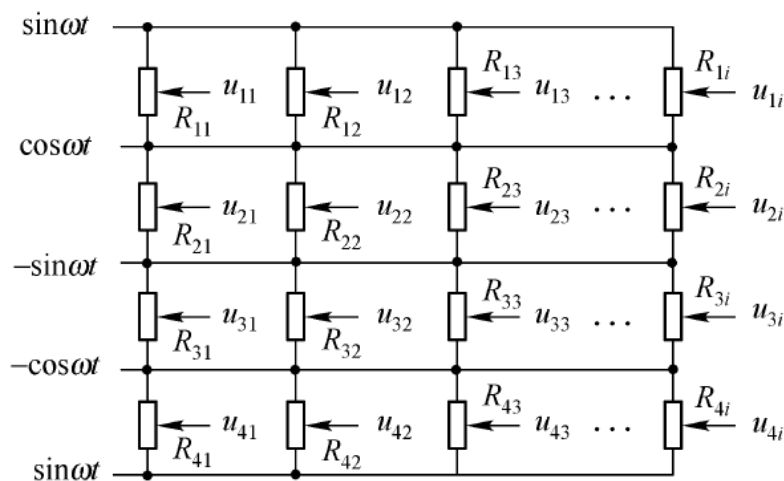 sinωt
R₁₃ R₁ᵢ
u₁₁ u₁₂ u₁₃ ... u₁ᵢ
R₁₁ R₁₂
cosωt
R₂₃ R₂ᵢ
u₂₁ u₂₂ u₂₃ ... u₂ᵢ
R₂₁ R₂₂
−sinωt
R₃₃ R₃ᵢ
u₃₁ u₃₂ u₃₃ ... u₃ᵢ
R₃₁ R₃₂
−cosωt
R₄₃ R₄ᵢ
u₄₁ u₄₂ u₄₃ ... u₄ᵢ
R₄₁ R₄₂
sinωt